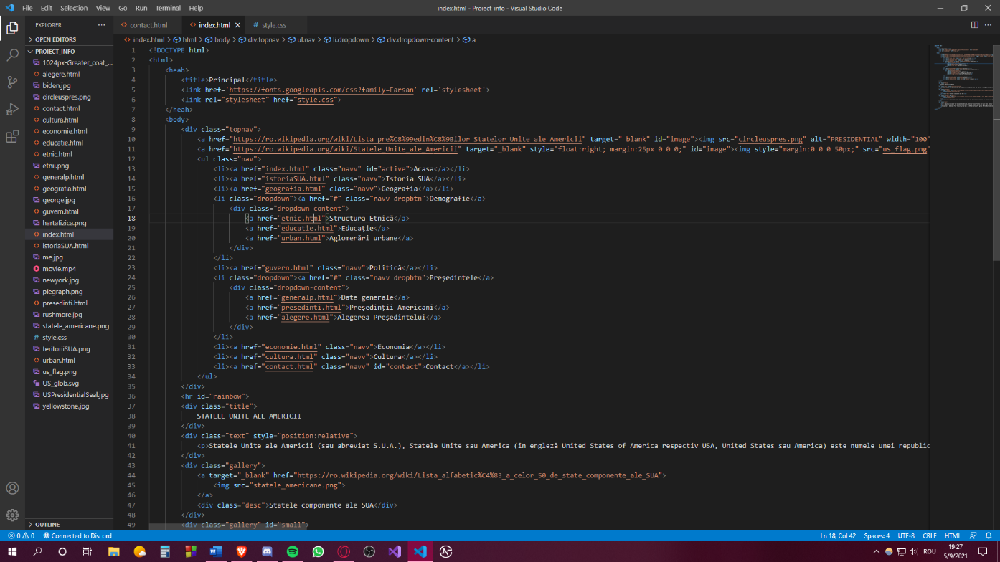 File Edit Selection View Go Run Terminal Help
index.html - Proiect_info - Visual Studio Code
EXPLORER
OPEN EDITORS
PROIECT_INFO
1024px-Greater_coat_...
alegere.html
biden.jpg
circleuspres.png
contact.html
cultura.html
economie.html
educatie.html
etnic.html
etnii.png
generalp.html
geografia.html
george.jpg
guvern.html
hartafizica.png
index.html
istoriaSUA.html
me.jpg
movie.mp4
newyork.jpg
piegraph.png
presedinti.html
rushmore.jpg
statele_americane.png
style.css
teritoriiSUA.png
urban.html
us_flag.png
US_glob.svg
USPresidentialSeal.jpg
yellowstone.jpg
OUTLINE
contact.html index.html style.css
index.html > html > body > div.topnav > ul.nav > li.dropdown > div.dropdown-content > a
1 <!DOCTYPE html>
2 <html>
3 <heah>
4 <title>Principal</title>
5 <link href='https://fonts.googleapis.com/css?family=Farsan' rel='stylesheet'>
6 <link rel="stylesheet" href="style.css">
7 </heah>
8 <body>
9 <div class="topnav">
10 <a href="https://ro.wikipedia.org/wiki/Lista_pre%C8%99edin%C8%9Bilor_Statelor_Unite_ale_Americii" target="_blank" id="image"><img src="circleuspres.png" alt="PRESIDENTIAL" width="100"
11 <a href="https://ro.wikipedia.org/wiki/Statele_Unite_ale_Americii" target="_blank" style="float:right; margin:25px 0 0 0;" id="image"><img style="margin:0 0 0 50px;" src="us_flag.png"
12 <ul class="nav">
13 <li><a href="index.html" class="navv" id="active">Acasa</a></li>
14 <li><a href="istoriaSUA.html" class="navv">Istoria SUA</a></li>
15 <li><a href="geografia.html" class="navv">Geografia</a></li>
16 <li class="dropdown"><a href="#" class="navv dropbtn">Demografie</a>
17 <div class="dropdown-content">
18 <a href="etnic.html">Structura Etnică</a>
19 <a href="educatie.html">Educație</a>
20 <a href="urban.html">Aglomerări urbane</a>
21 </div>
22 </li>
23 <li><a href="guvern.html" class="navv">Politică</a></li>
24 <li class="dropdown"><a href="#" class="navv dropbtn">Președintele</a>
25 <div class="dropdown-content">
26 <a href="generalp.html">Date generale</a>
27 <a href="presedinti.html">Președinții Americani</a>
28 <a href="alegere.html">Alegerea Președintelui</a>
29 </div>
30 </li>
31 <li><a href="economie.html" class="navv">Economia</a></li>
32 <li><a href="cultura.html" class="navv">Cultura</a></li>
33 <li><a href="contact.html" class="navv" id="contact">Contact</a></li>
34 </ul>
35 </div>
36 <hr id="rainbow">
37 <div class="title">
38 STATELE UNITE ALE AMERICII
39 </div>
40 <div class="text" style="position:relative">
41 <p>Statele Unite ale Americii (sau abreviat S.U.A.), Statele Unite sau America (în engleză United States of America respectiv USA, United States sau America) este numele unei republic
42 </div>
43 <div class="gallery">
44 <a target="_blank" href="https://ro.wikipedia.org/wiki/Lista_alfabetic%C4%83_a_celor_50_de_state_componente_ale_SUA">
45 <img src="statele_americane.png">
46 </a>
47 <div class="desc">Statele componente ale SUA</div>
48 </div>
49 <div class="gallery" id="small">
0 0 Connected to Discord Ln 18, Col 42 Spaces: 4 UTF-8 CRLF HTML
ROU 19:27
5/9/2021